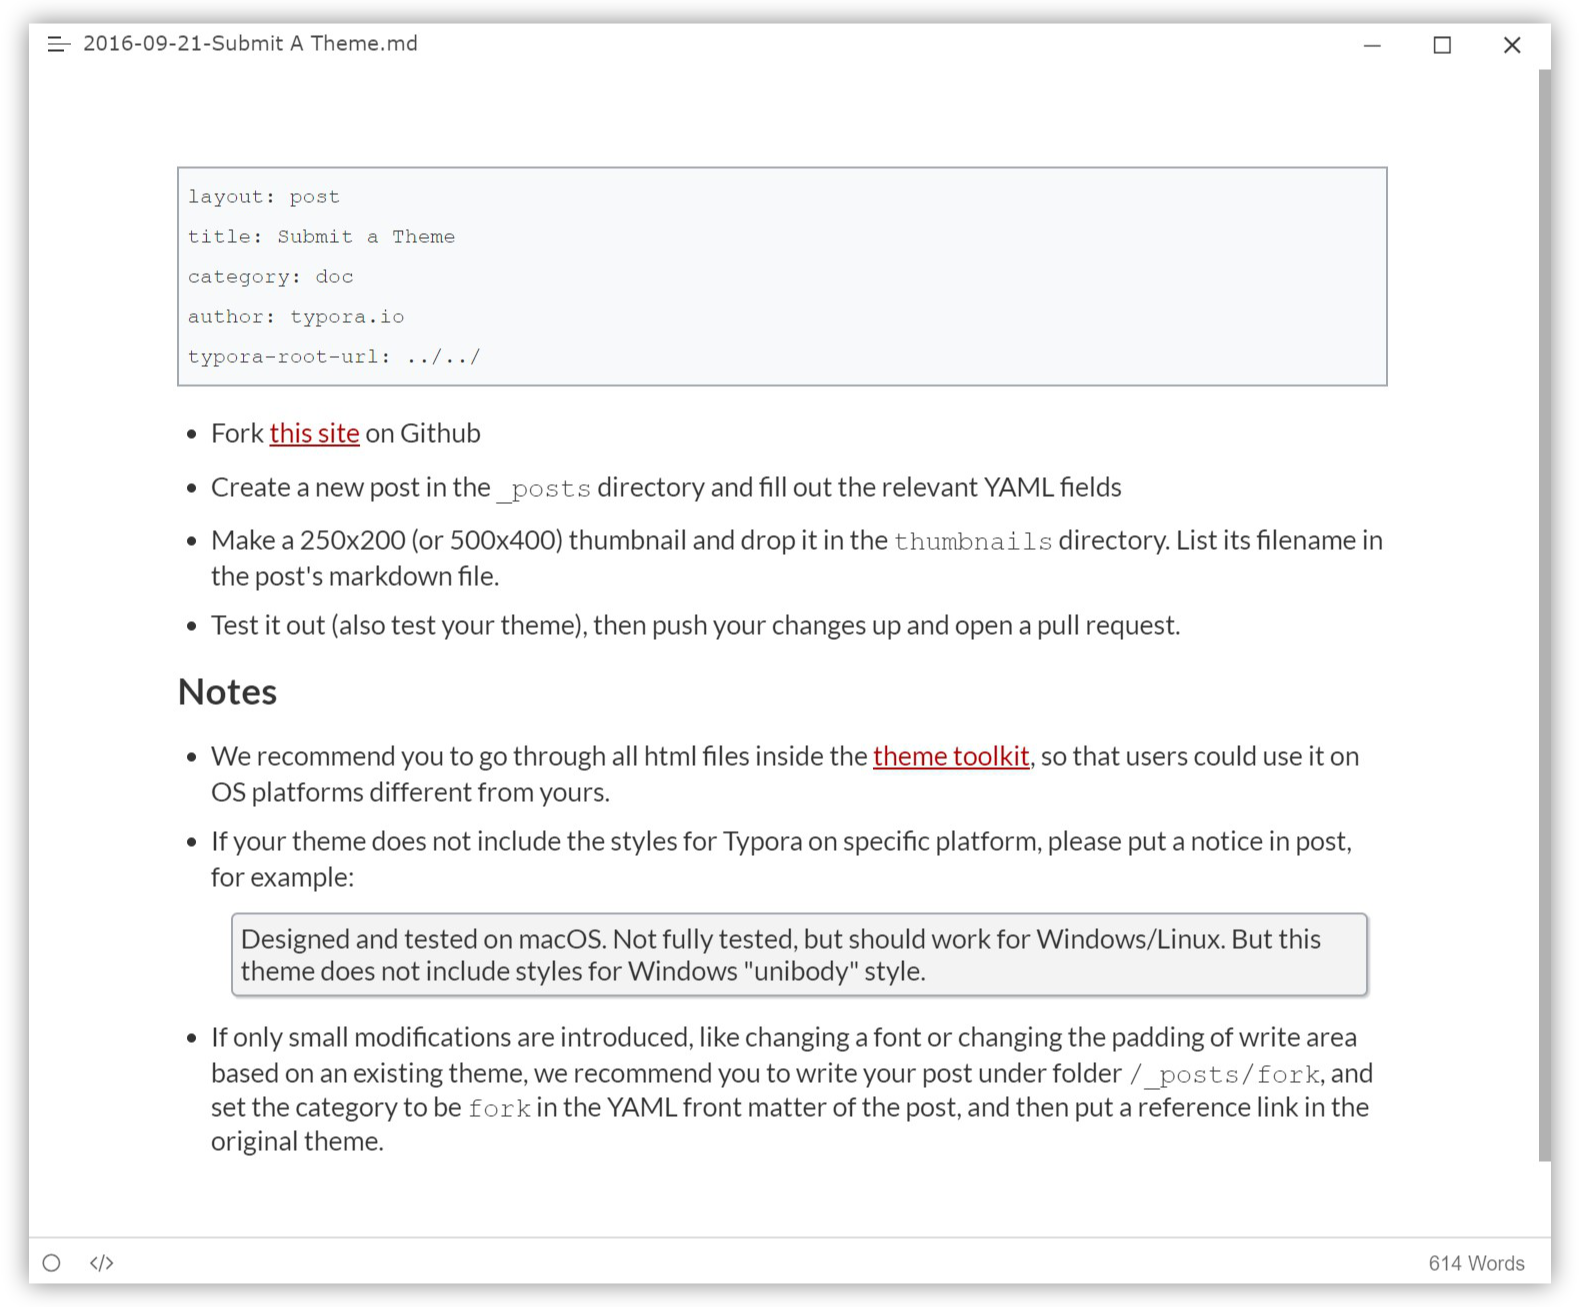 2016-09-21-Submit A Theme.md
layout: post
title: Submit a Theme
category: doc
author: typora.io
typora-root-url: ../../
• Fork this site on Github
• Create a new post in the _posts directory and fill out the relevant YAML fields
• Make a 250x200 (or 500x400) thumbnail and drop it in the thumbnails directory. List its filename in
the post's markdown file.
• Test it out (also test your theme), then push your changes up and open a pull request.
Notes
• We recommend you to go through all html files inside the theme toolkit, so that users could use it on
OS platforms different from yours.
• If your theme does not include the styles for Typora on specific platform, please put a notice in post,
for example:
Designed and tested on macOS. Not fully tested, but should work for Windows/Linux. But this
theme does not include styles for Windows "unibody" style.
• If only small modifications are introduced, like changing a font or changing the padding of write area
based on an existing theme, we recommend you to write your post under folder /_posts/fork, and
set the category to be fork in the YAML front matter of the post, and then put a reference link in the
original theme.
</> 614 Words